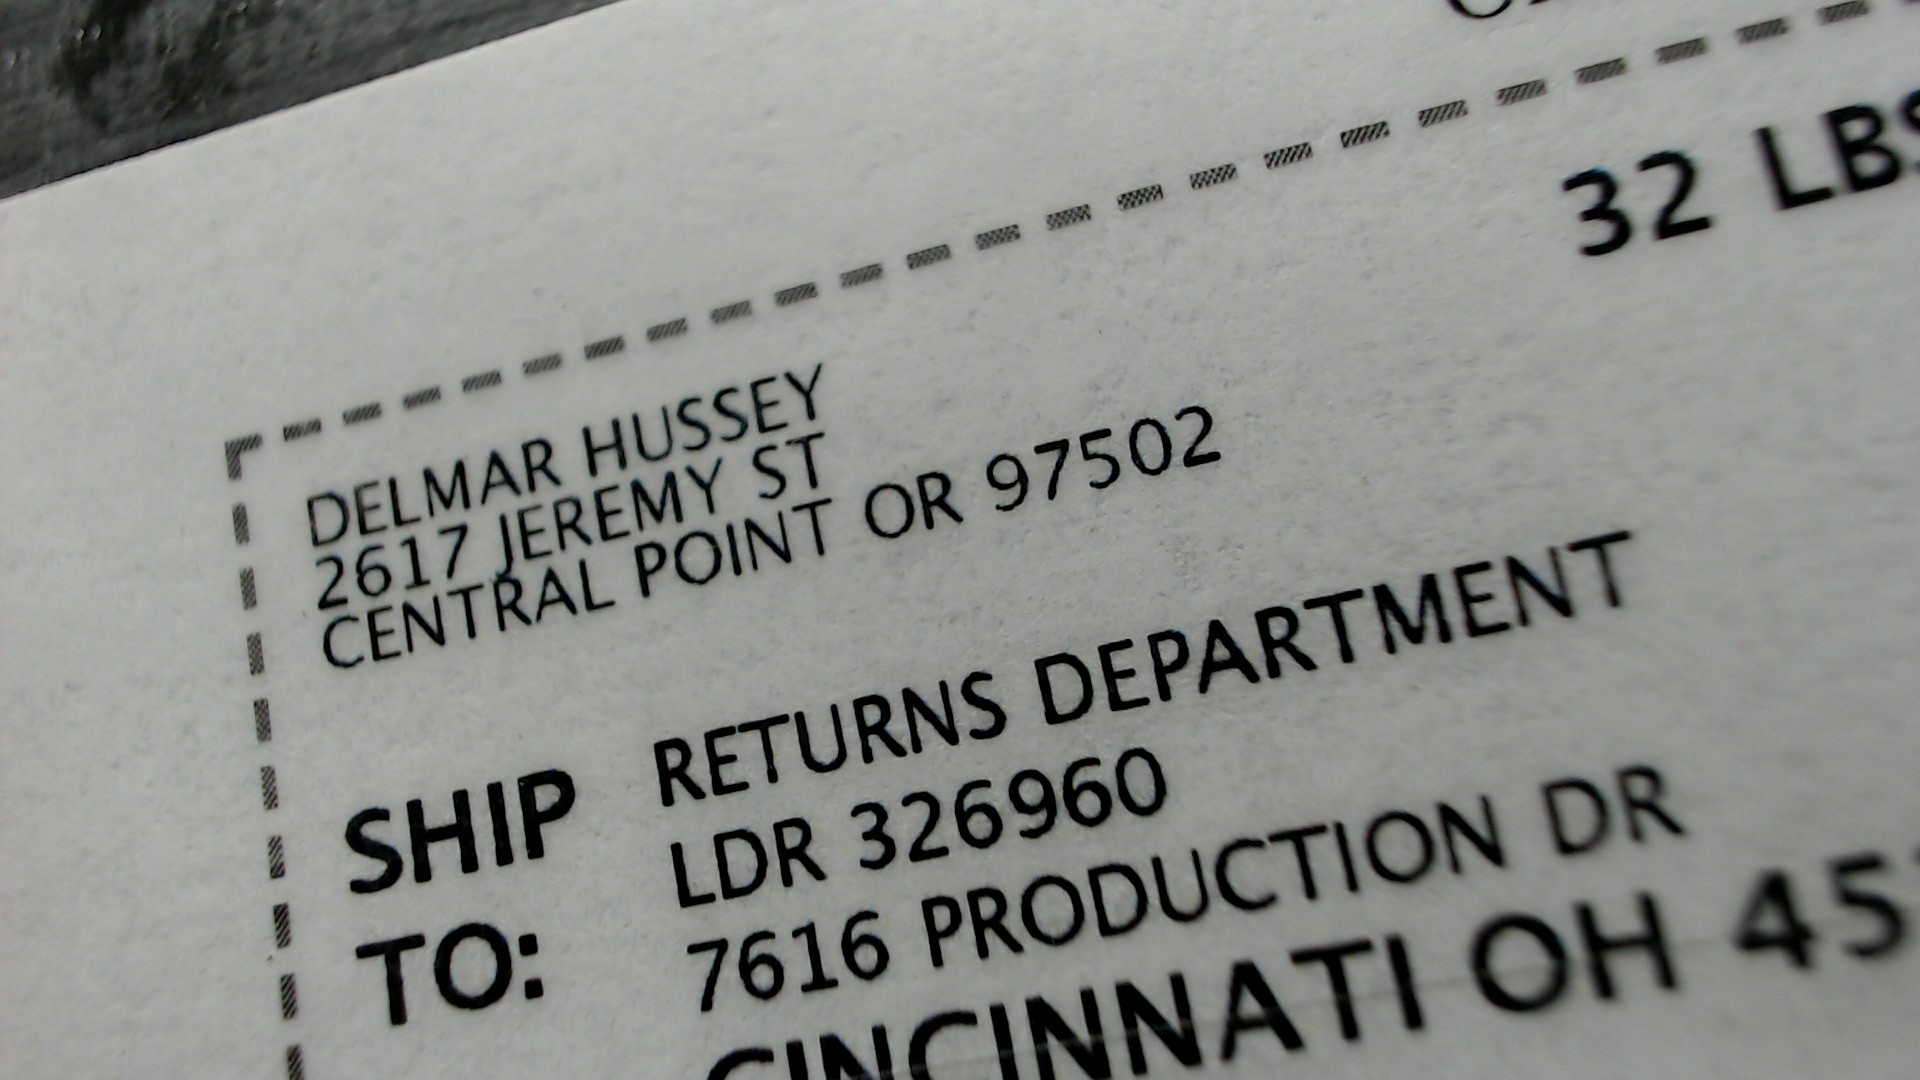 32 LBS
DELMAR HUSSEY
2617 JEREMY ST
CENTRAL POINT OR 97502
SHIP
TO:
RETURNS DEPARTMENT
LDR 326960
7616 PRODUCTION DR
CINCINNATI OH